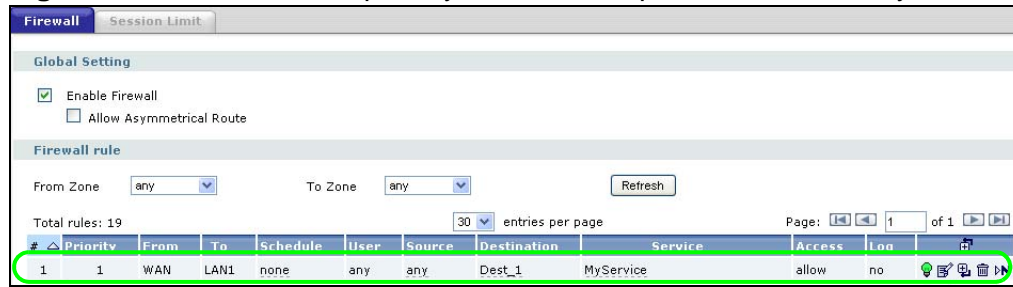 Firewall Session Limit
Global Setting
Enable Firewall
Allow Asymmetrical Route
Firewall rule
From Zone any To Zone any Refresh
Total rules: 19 30 entries per page Page: 1 of 1
# Priority From To Schedule User Source Destination Service Access Log
1 1 WAN LAN1 none any any Dest_1 MyService allow no